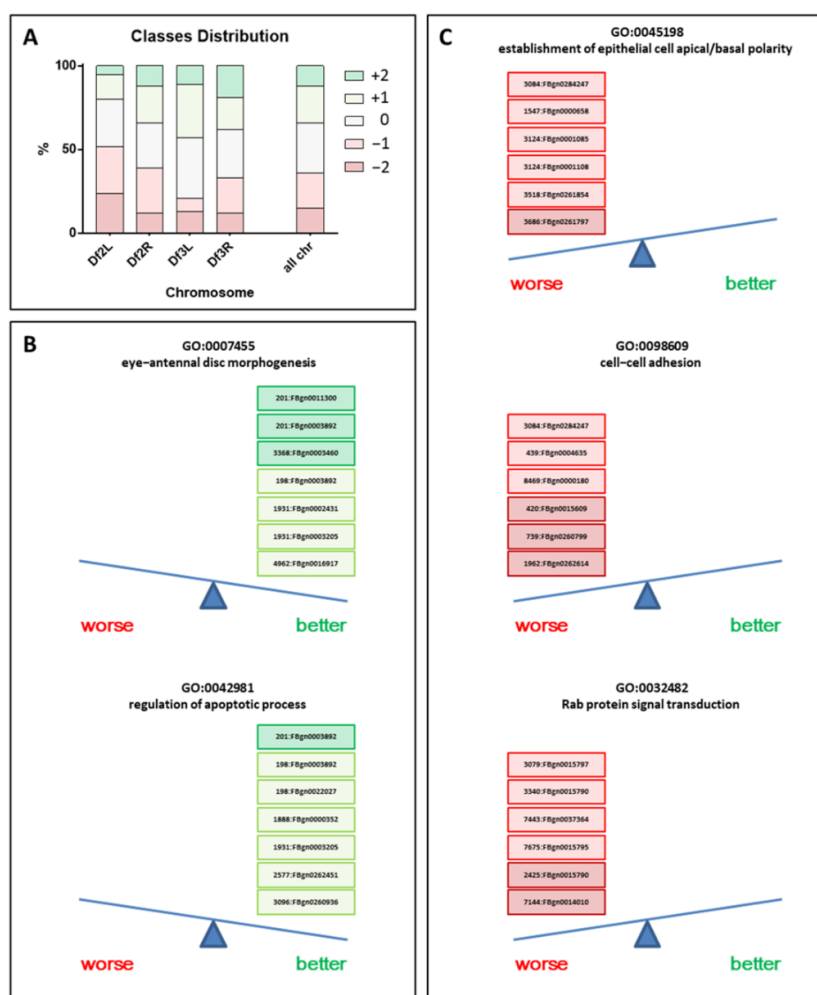 A
Classes Distribution
100
50
0
%
Df2L
Df2R
Df3L
Df3R
all chr
Chromosome
+2
+1
0
−1
−2
B
GO:0007455
eye−antennal disc morphogenesis
201:FBgn0011300
201:FBgn0003892
3368:FBgn0003460
198:FBgn0003892
1931:FBgn0002431
1931:FBgn0003205
4962:FBgn0016917
worse
better
GO:0042981
regulation of apoptotic process
201:FBgn0003892
198:FBgn0003892
198:FBgn0022027
1888:FBgn0000352
1931:FBgn0003205
2577:FBgn0262451
3096:FBgn0260936
worse
better
C
GO:0045198
establishment of epithelial cell apical/basal polarity
3084:FBgn0284247
1547:FBgn0000658
3124:FBgn0001085
3124:FBgn0001108
3518:FBgn0261854
3686:FBgn0261797
worse
better
GO:0098609
cell−cell adhesion
3084:FBgn0284247
439:FBgn0004635
8469:FBgn0000180
420:FBgn0015609
739:FBgn0260799
1962:FBgn0262614
worse
better
GO:0032482
Rab protein signal transduction
3079:FBgn0015797
3340:FBgn0015790
7443:FBgn0037364
7675:FBgn0015795
2425:FBgn0015790
7144:FBgn0014010
worse
better